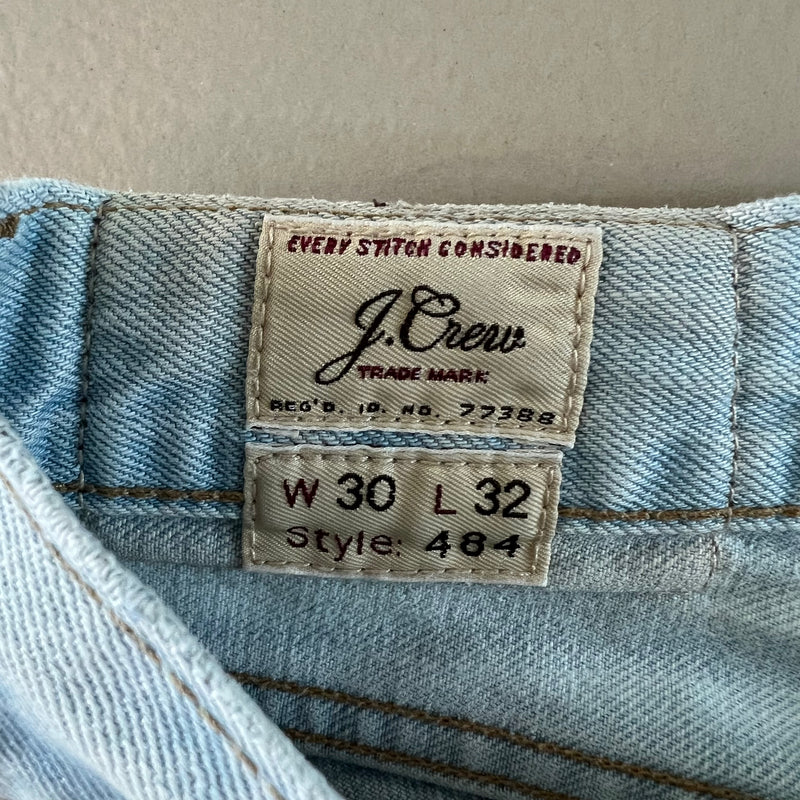 EVERY STITCH CONSIDERED
J.Crew
TRADE MARK
REG'D. ID. NO. 77388
W 30 L 32
Style: 484